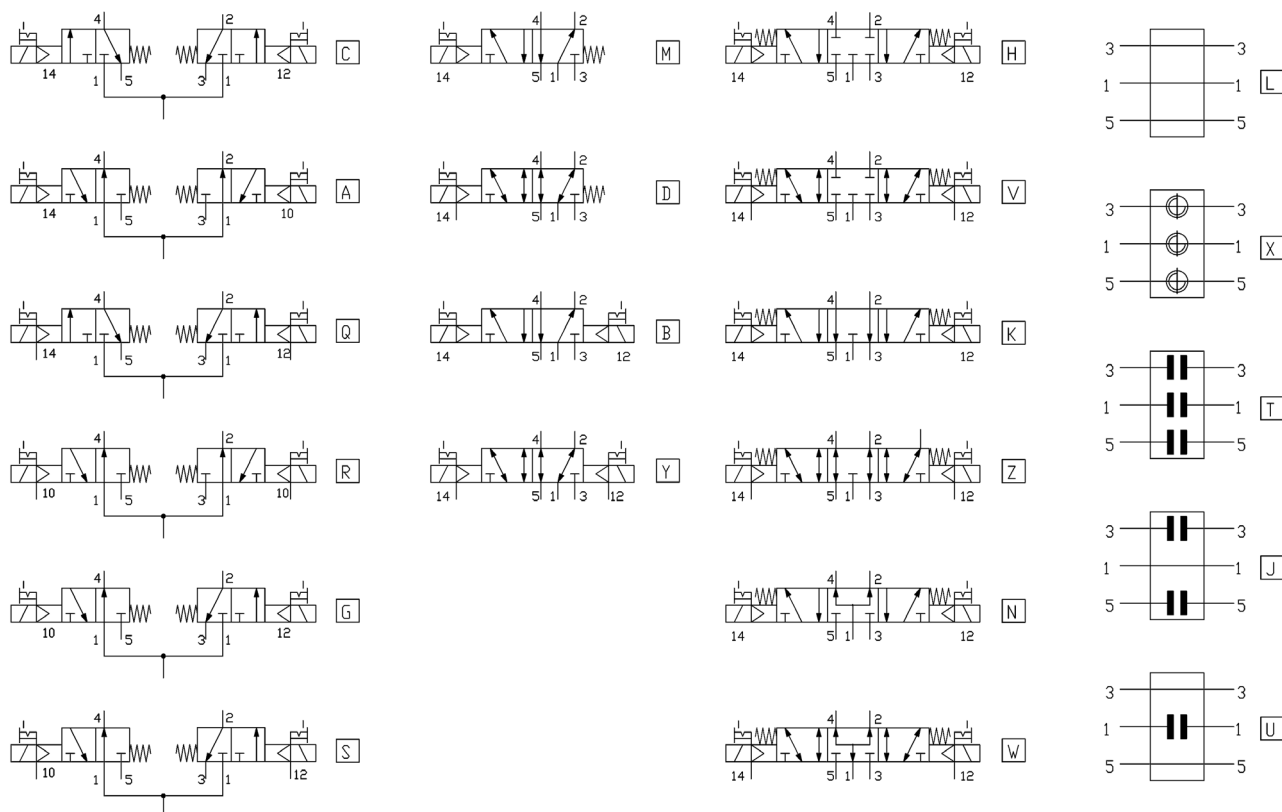 4 2
C
14 1 5 3 1 12
4 2
A
14 1 5 3 1 10
4 2
Q
14 1 5 3 1 12
4 2
R
10 1 5 3 1 10
4 2
G
10 1 5 3 1 12
4 2
S
10 1 5 3 1 12
4 2
M
14 5 1 3
4 2
D
14 5 1 3
4 2
B
14 5 1 3 12
4 2
Y
14 5 1 3 12
4 2
H
14 5 1 3 12
4 2
V
14 5 1 3 12
4 2
K
14 5 1 3 12
4 2
Z
14 5 1 3 12
4 2
N
14 5 1 3 12
4 2
W
14 5 1 3 12
3 3
1 1 L
5 5
3 3
1 1 X
5 5
3 3
1 1 T
5 5
3 3
1 1 J
5 5
3 3
1 1 U
5 5